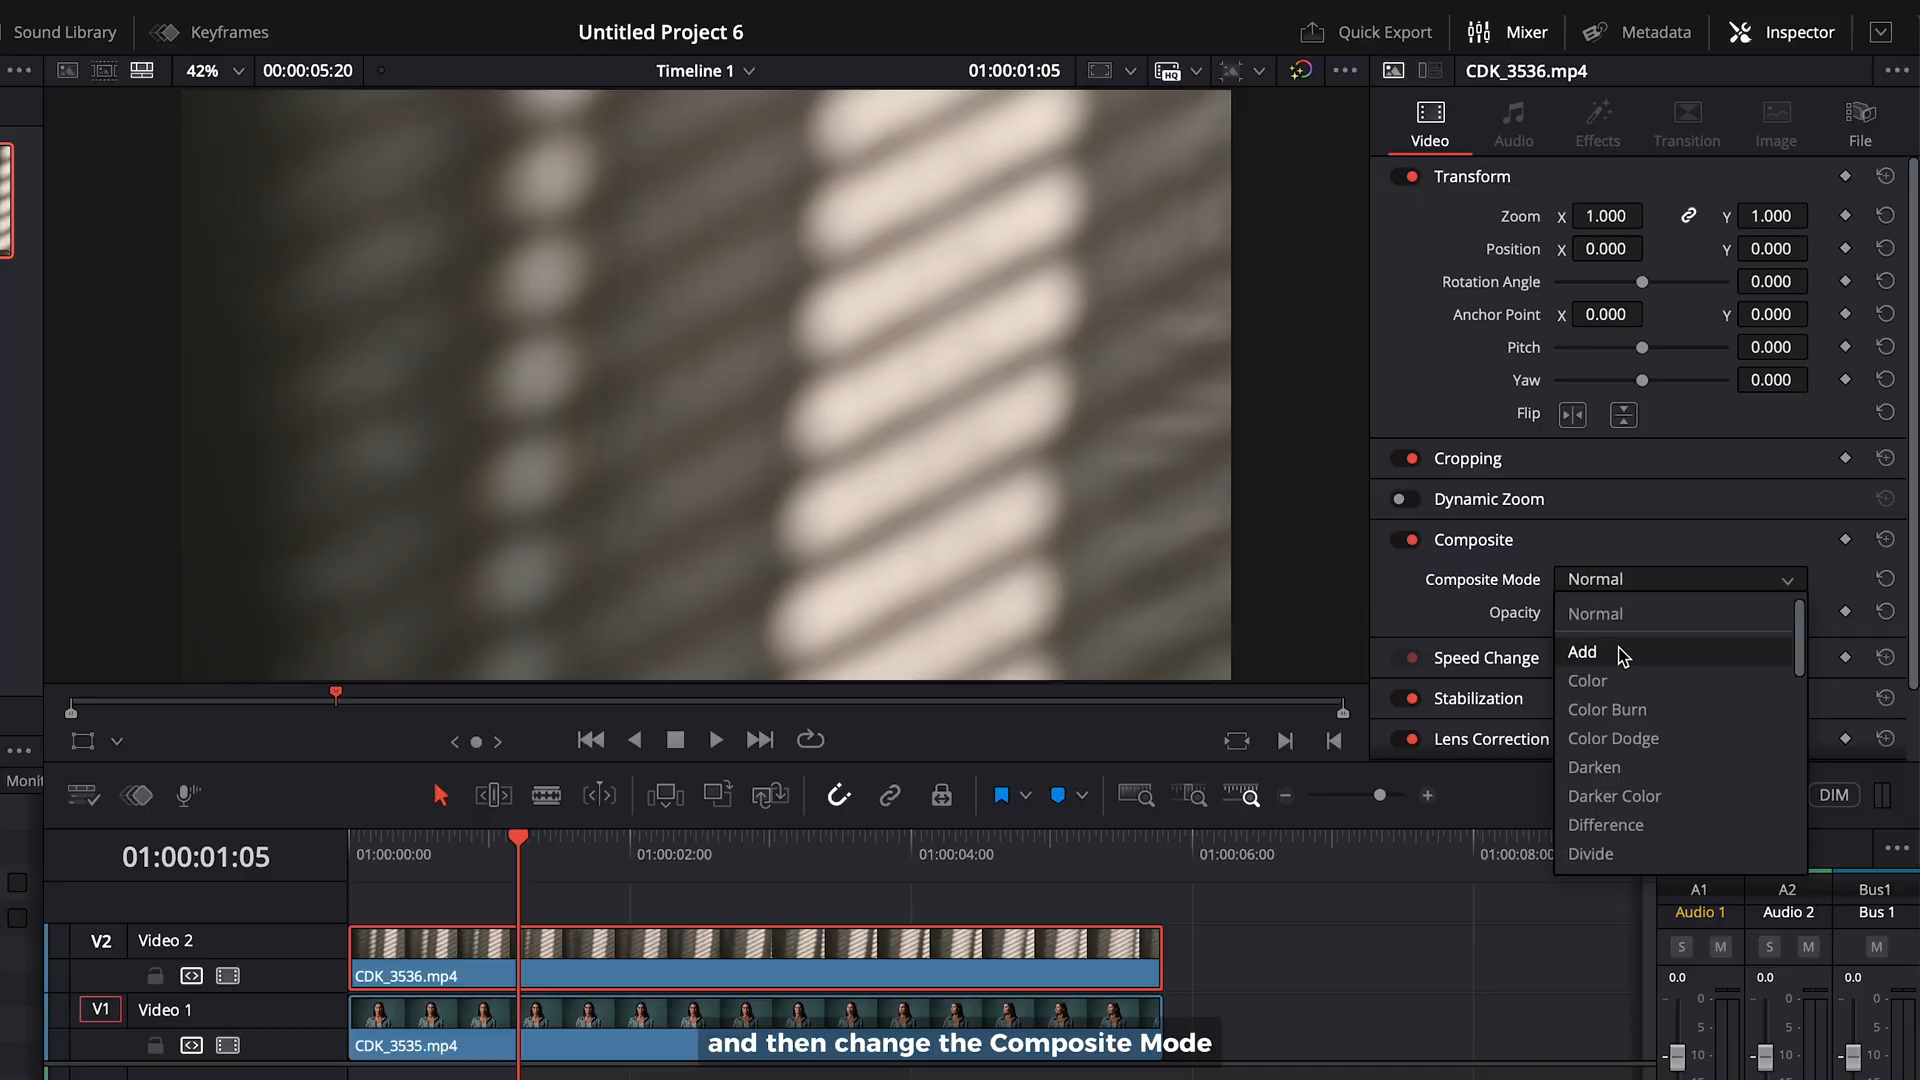 Sound Library
Keyframes
Untitled Project 6
Quick Export
Mixer
Metadata
Inspector
42%
00:00:05:20
Timeline 1
01:00:01:05
HQ
CDK_3536.mp4
Video
Audio
Effects
Transition
Image
File
Transform
Zoom X 1.000 Y 1.000
Position X 0.000 Y 0.000
Rotation Angle 0.000
Anchor Point X 0.000 Y 0.000
Pitch 0.000
Yaw 0.000
Flip
Cropping
Dynamic Zoom
Composite
Composite Mode Normal
Opacity
Normal
Add
Color
Color Burn
Color Dodge
Darken
Darker Color
Difference
Divide
Speed Change
Stabilization
Lens Correction
Monit
DIM
01:00:01:05
01:00:00:00
01:00:02:00
01:00:04:00
01:00:06:00
01:00:08:00
V2 Video 2
CDK_3536.mp4
V1 Video 1
CDK_3535.mp4
A1 A2 Bus1
Audio 1 Audio 2 Bus 1
S M S M M
0.0 0.0 0.0
0 0 0
5 5 5
10 10 10
and then change the Composite Mode